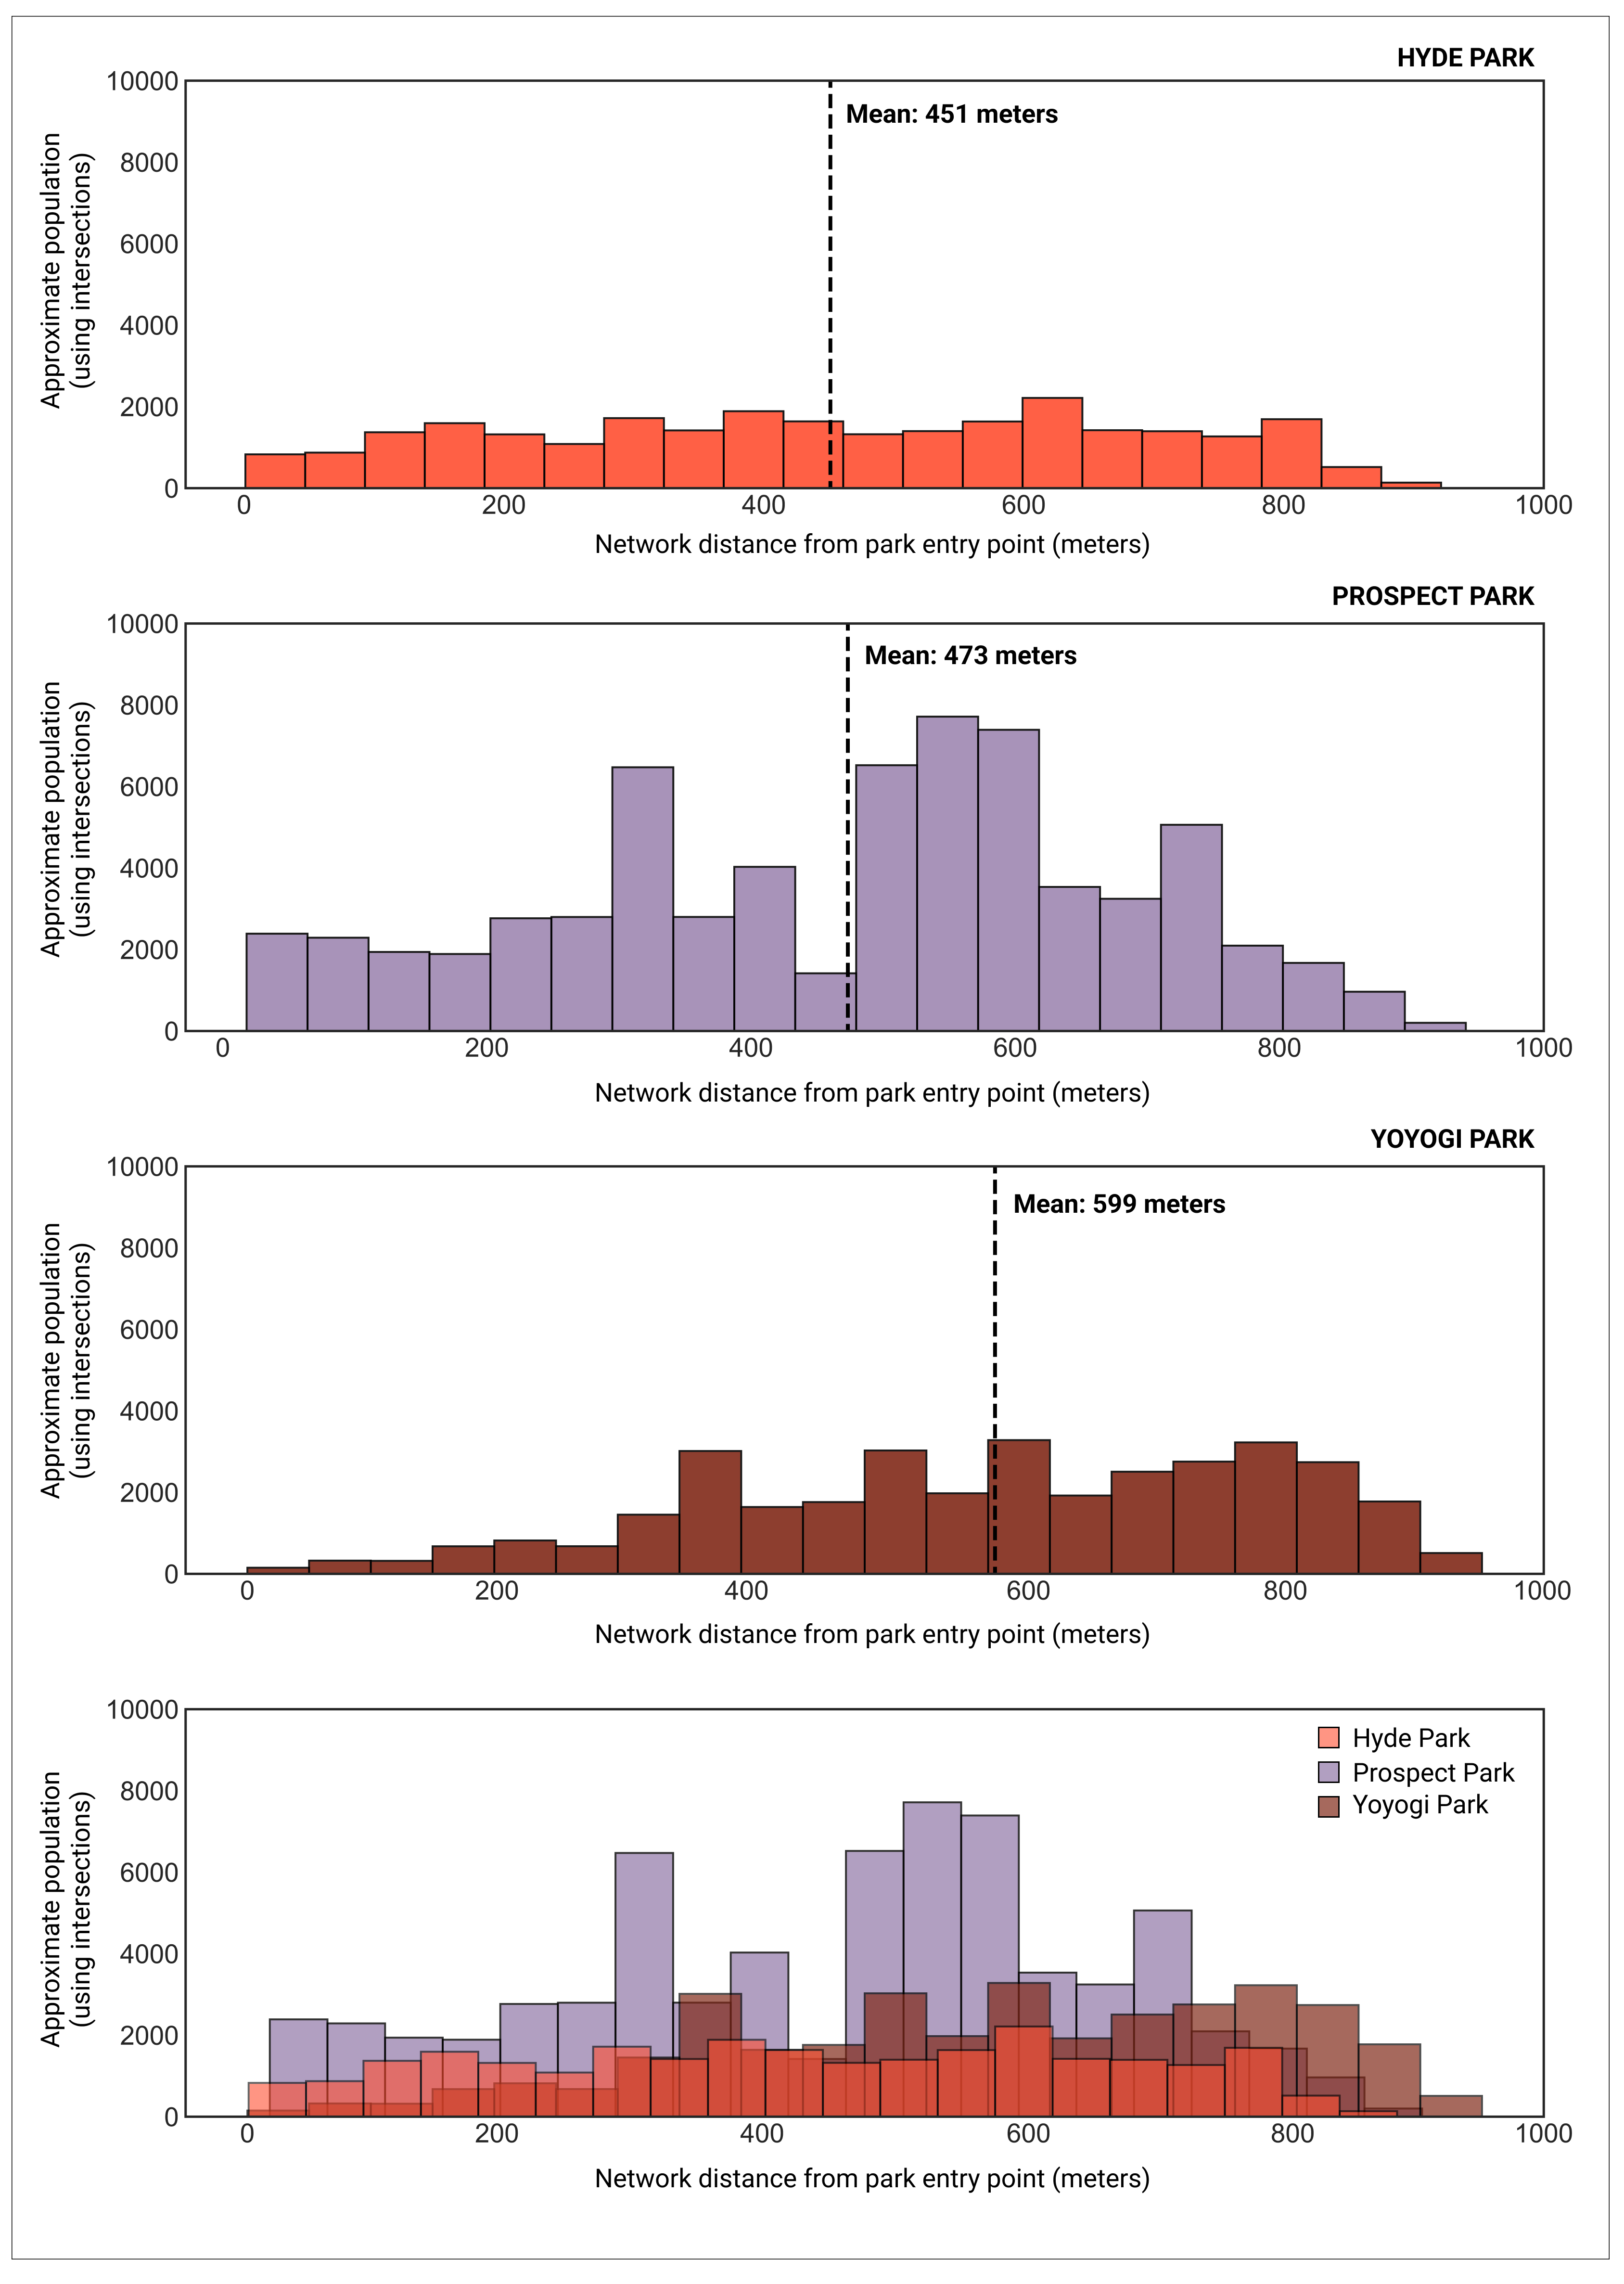 HYDE PARK
10000
8000
6000
4000
2000
0
Approximate population
(using intersections)
Mean: 451 meters
0 200 400 600 800 1000
Network distance from park entry point (meters)
PROSPECT PARK
10000
8000
6000
4000
2000
0
Approximate population
(using intersections)
Mean: 473 meters
0 200 400 600 800 1000
Network distance from park entry point (meters)
YOYOGI PARK
10000
8000
6000
4000
2000
0
Approximate population
(using intersections)
Mean: 599 meters
0 200 400 600 800 1000
Network distance from park entry point (meters)
10000
8000
6000
4000
2000
0
Approximate population
(using intersections)
Hyde Park
Prospect Park
Yoyogi Park
0 200 400 600 800 1000
Network distance from park entry point (meters)